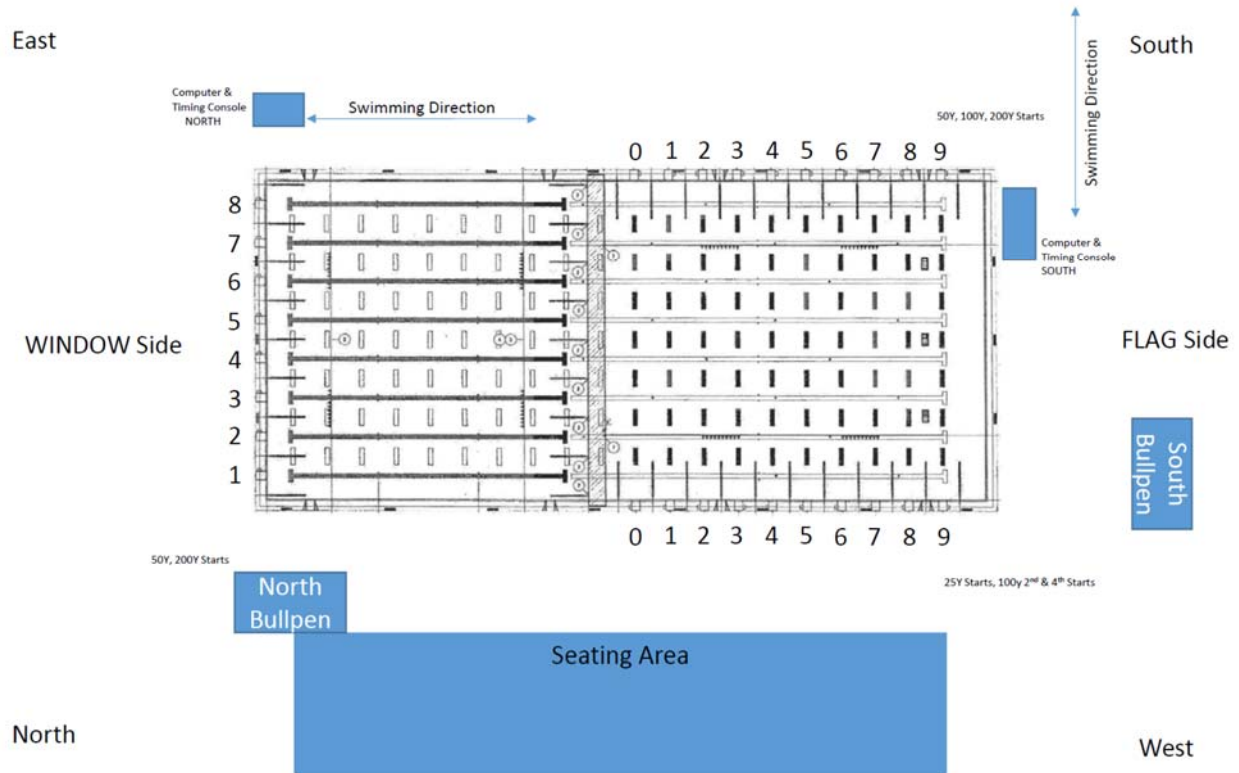 East
South
Computer &
Timing Console
NORTH
Swimming Direction
Swimming Direction
50Y, 100Y, 200Y Starts
0 1 2 3 4 5 6 7 8 9
8
7
6
5
4
3
2
1
Computer &
Timing Console
SOUTH
WINDOW Side
FLAG Side
South
Bullpen
0 1 2 3 4 5 6 7 8 9
50Y, 200Y Starts
25Y Starts, 100y 2nd & 4th Starts
North
Bullpen
Seating Area
North
West